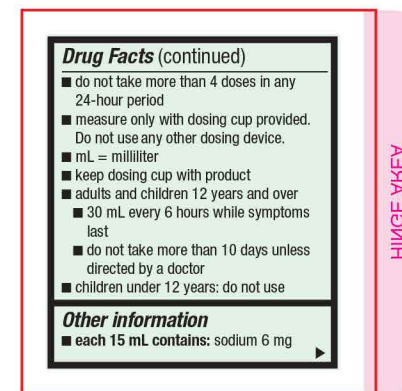 Drug Facts (continued)
■ do not take more than 4 doses in any
24-hour period
■ measure only with dosing cup provided.
Do not use any other dosing device.
■ mL = milliliter
■ keep dosing cup with product
■ adults and children 12 years and over
■ 30 mL every 6 hours while symptoms
last
■ do not take more than 10 days unless
directed by a doctor
■ children under 12 years: do not use
Other information
■ each 15 mL contains: sodium 6 mg
HINGE AREA